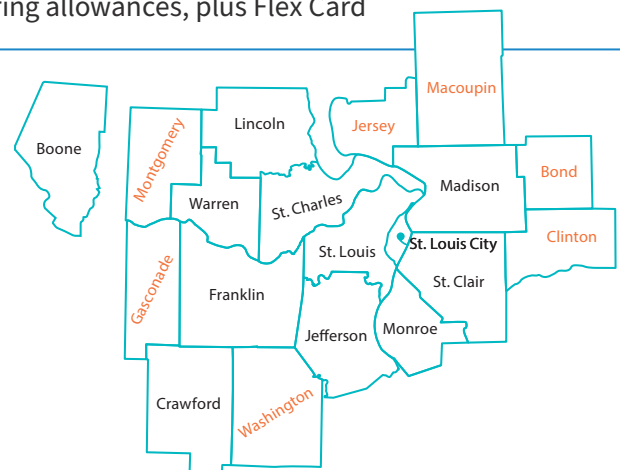 ring allowances, plus Flex Card
Macoupin
Lincoln
Jersey
Boone
Montgomery
Bond
Madison
Warren
St. Charles
Clinton
St. Louis City
St. Louis
St. Clair
Gasconade
Franklin
Monroe
Jefferson
Crawford
Washington